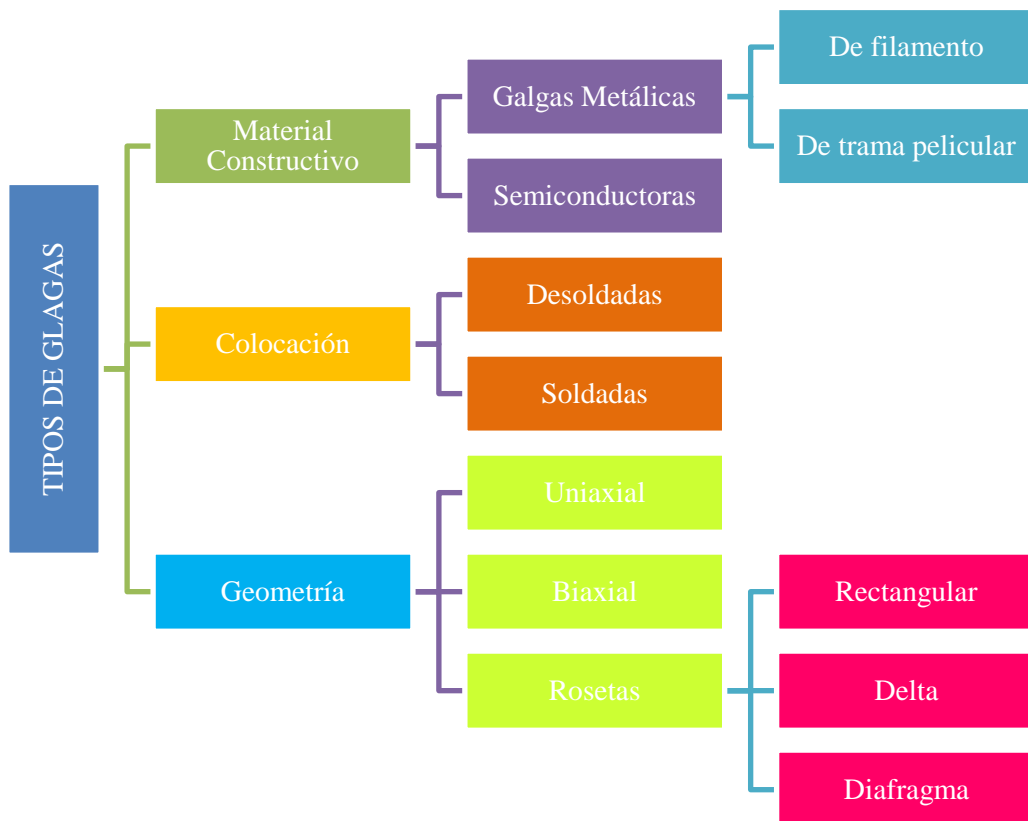 TIPOS DE GLAGAS
Material
Constructivo
Galgas Metálicas
De filamento
De trama pelicular
Semiconductoras
Colocación
Desoldadas
Soldadas
Geometría
Uniaxial
Biaxial
Rosetas
Rectangular
Delta
Diafragma